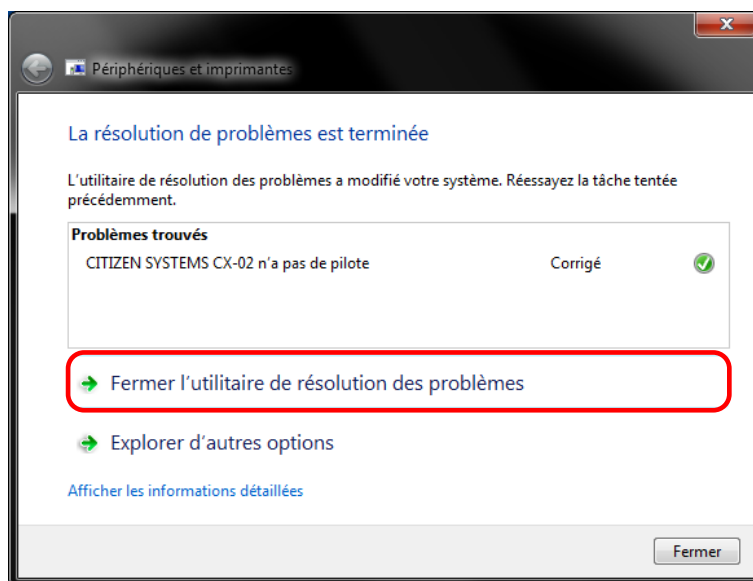 Périphériques et imprimantes
La résolution de problèmes est terminée
L'utilitaire de résolution des problèmes a modifié votre système. Réessayez la tâche tentée
précédemment.
Problèmes trouvés
CITIZEN SYSTEMS CX-02 n'a pas de pilote Corrigé
Fermer l'utilitaire de résolution des problèmes
Explorer d'autres options
Afficher les informations détaillées
Fermer